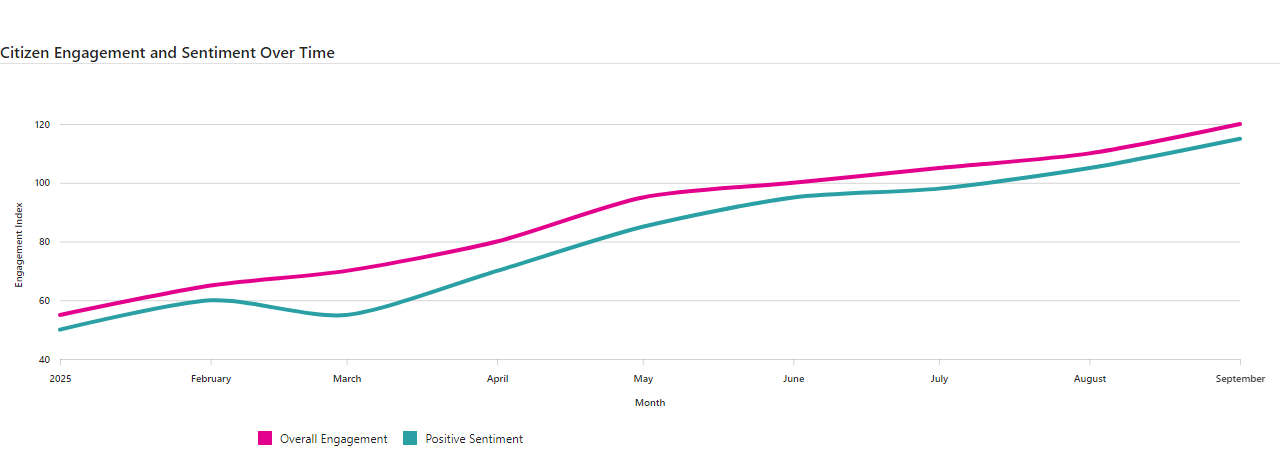 Citizen Engagement and Sentiment Over Time
120
100
80
60
40
Engagement Index
2025 February March April May June July August September
Month
Overall Engagement Positive Sentiment